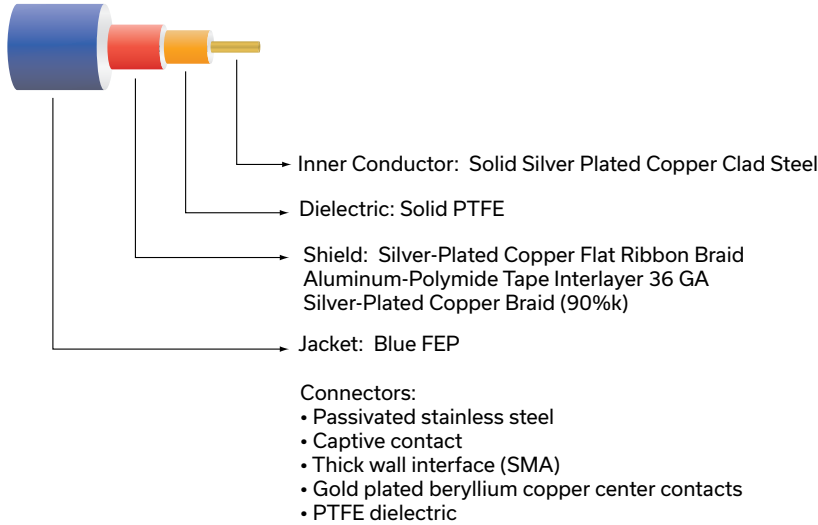 Inner Conductor: Solid Silver Plated Copper Clad Steel
Dielectric: Solid PTFE
Shield: Silver-Plated Copper Flat Ribbon Braid
Aluminum-Polymide Tape Interlayer 36 GA
Silver-Plated Copper Braid (90%k)
Jacket: Blue FEP
Connectors:
• Passivated stainless steel
• Captive contact
• Thick wall interface (SMA)
• Gold plated beryllium copper center contacts
• PTFE dielectric